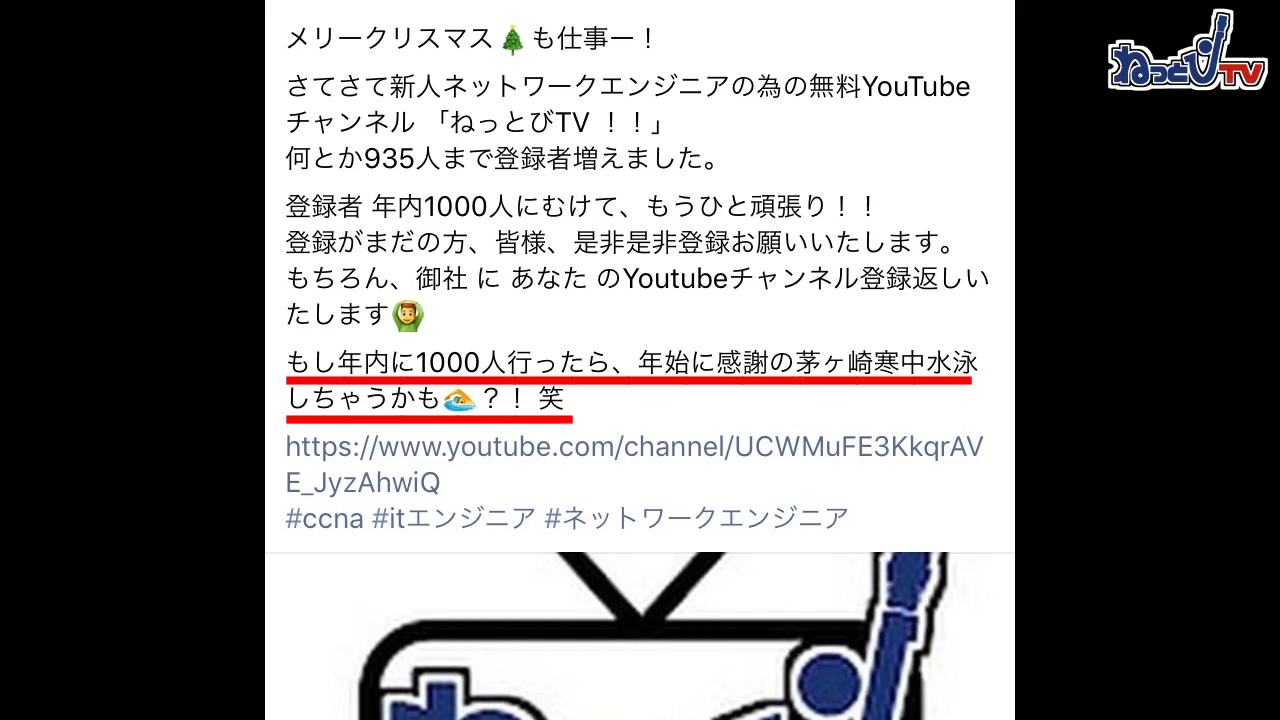 メリークリスマス🎄も仕事ー！
さてさて新人ネットワークエンジニアの為の無料YouTube
チャンネル 「ねっとびTV ！！」
何とか935人まで登録者増えました。
登録者 年内1000人にむけて、もうひと頑張り！！
登録がまだの方、皆様、是非是非登録お願いいたします。
もちろん、御社 に あなた のYoutubeチャンネル登録返しい
たします🙆‍♂️
もし年内に1000人行ったら、年始に感謝の茅ヶ崎寒中水泳
しちゃうかも🏊？！ 笑
https://www.youtube.com/channel/UCWMuFE3KkqrAV
E_JyzAhwiQ
#ccna #itエンジニア #ネットワークエンジニア
ねっとびTV